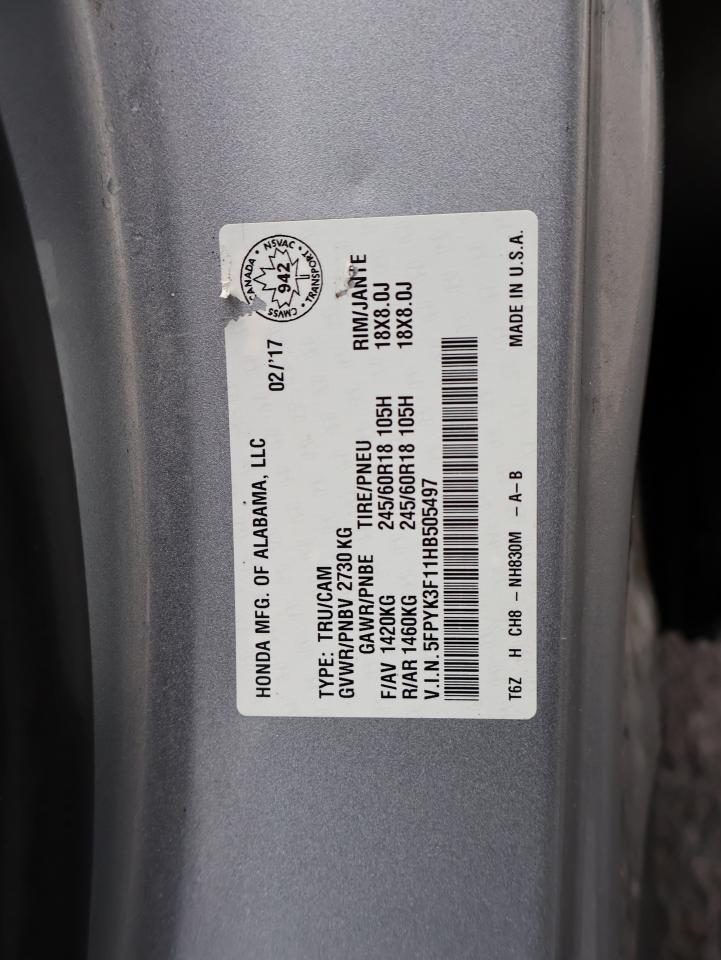 HONDA MFG. OF ALABAMA, LLC
02/'17
CANADA • NSVAC • TRANSPORT • CMVSS
942
TYPE: TRU/CAM
GVWR/PNBV 2730 KG
GAWR/PNBE TIRE/PNEU RIM/JANTE
F/AV 1420KG 245/60R18 105H 18X8.0J
R/AR 1460KG 245/60R18 105H 18X8.0J
V.I.N. 5FPYK3F11HB505497
T6Z H CH8 - NH830M - A-B MADE IN U.S.A.